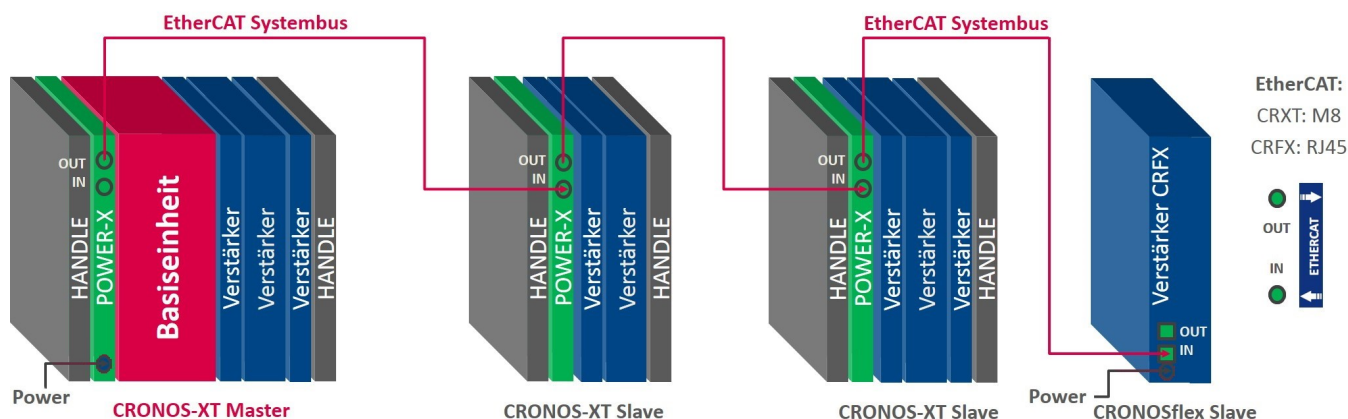 EtherCAT Systembus
EtherCAT Systembus
OUT
IN
HANDLE
POWER-X
Basiseinheit
Verstärker
Verstärker
Verstärker
HANDLE
Power
CRONOS-XT Master
OUT
IN
HANDLE
POWER-X
Verstärker
Verstärker
HANDLE
CRONOS-XT Slave
OUT
IN
HANDLE
POWER-X
Verstärker
Verstärker
Verstärker
HANDLE
CRONOS-XT Slave
Verstärker CRFX
OUT
IN
Power
CRONOSflex Slave
EtherCAT:
CRXT: M8
CRFX: RJ45
OUT
IN
ETHERCAT